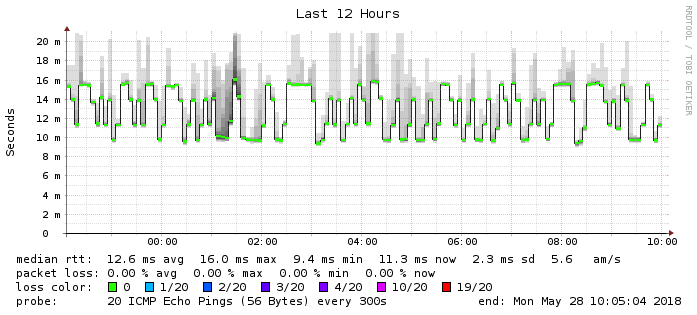 Last 12 Hours
RRDTOOL / TOBI OETIKER
Seconds
20 m
18 m
16 m
14 m
12 m
10 m
8 m
6 m
4 m
2 m
0
00:00 02:00 04:00 06:00 08:00 10:00
median rtt: 12.6 ms avg 16.0 ms max 9.4 ms min 11.3 ms now 2.3 ms sd 5.6 am/s
packet loss: 0.00 % avg 0.00 % max 0.00 % min 0.00 % now
loss color: 0 1/20 2/20 3/20 4/20 10/20 19/20
probe: 20 ICMP Echo Pings (56 Bytes) every 300s end: Mon May 28 10:05:04 2018